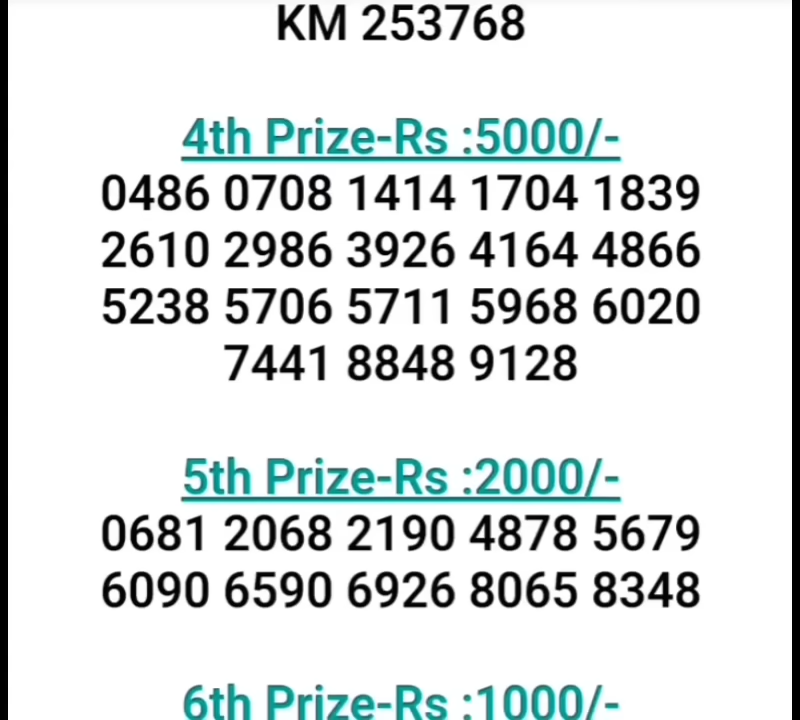 KM 253768
4th Prize-Rs :5000/-
0486 0708 1414 1704 1839
2610 2986 3926 4164 4866
5238 5706 5711 5968 6020
7441 8848 9128
5th Prize-Rs :2000/-
0681 2068 2190 4878 5679
6090 6590 6926 8065 8348
6th Prize-Rs :1000/-